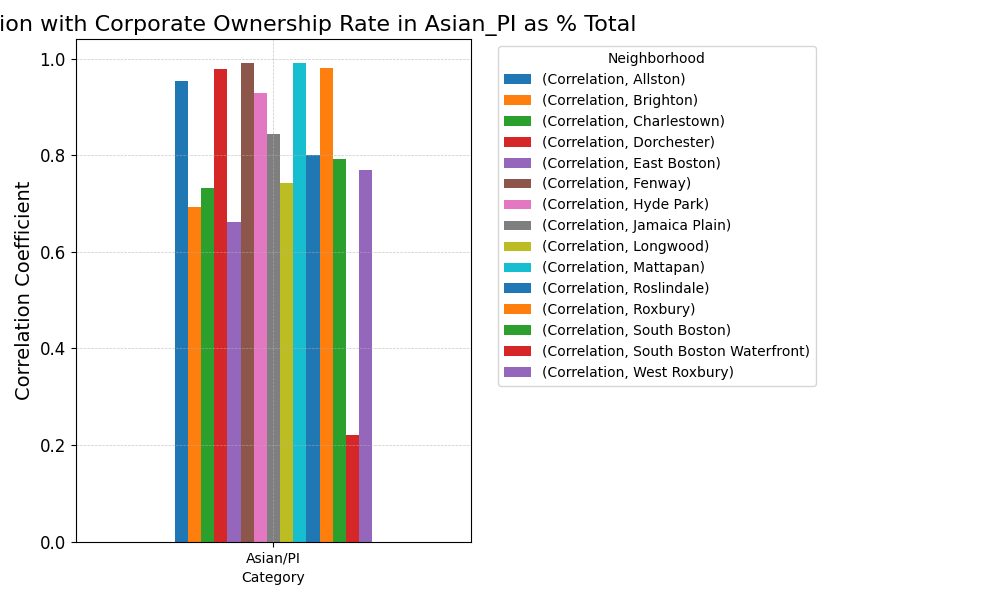 ion with Corporate Ownership Rate in Asian_PI as % Total
Correlation Coefficient
1.0
0.8
0.6
0.4
0.2
0.0
Asian/PI
Category
Neighborhood
(Correlation, Allston)
(Correlation, Brighton)
(Correlation, Charlestown)
(Correlation, Dorchester)
(Correlation, East Boston)
(Correlation, Fenway)
(Correlation, Hyde Park)
(Correlation, Jamaica Plain)
(Correlation, Longwood)
(Correlation, Mattapan)
(Correlation, Roslindale)
(Correlation, Roxbury)
(Correlation, South Boston)
(Correlation, South Boston Waterfront)
(Correlation, West Roxbury)